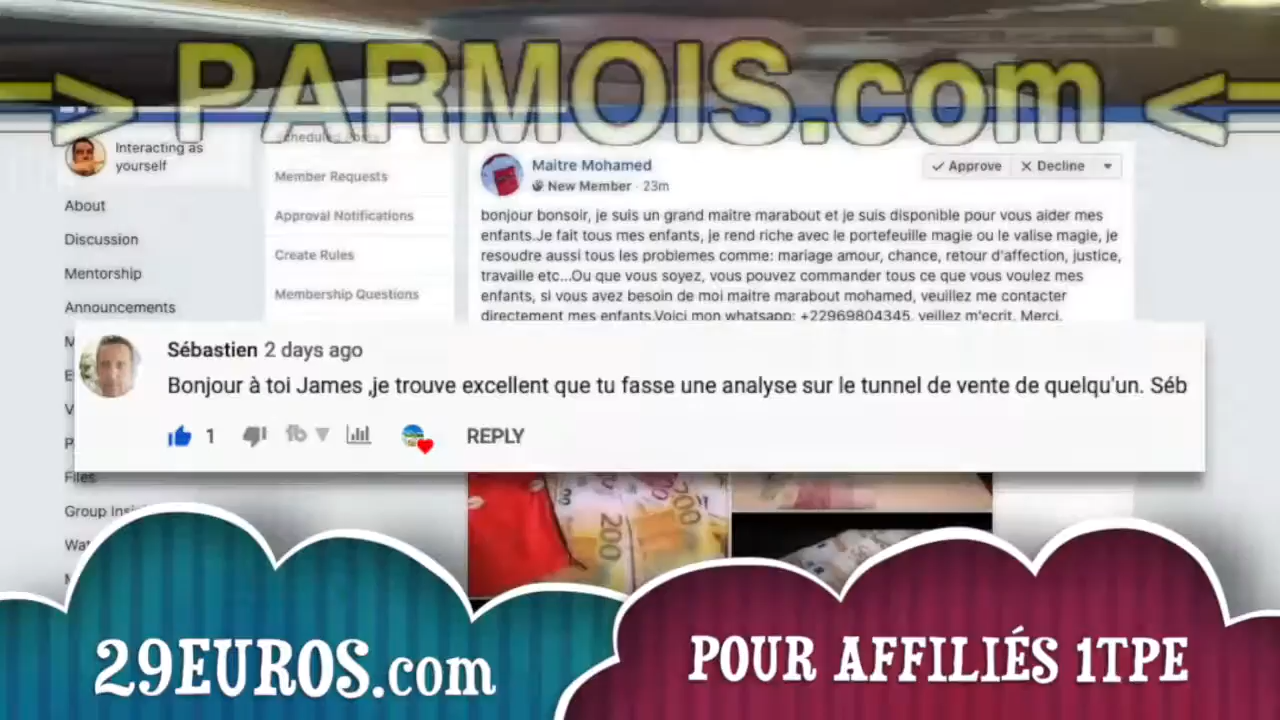 => PARMOIS.com <=
Interacting as
yourself
About
Discussion
Mentorship
Announcements
Scheduled Posts
Member Requests
Approval Notifications
Create Rules
Membership Questions
Maitre Mohamed
New Member · 23m
Approve
Decline
bonjour bonsoir, je suis un grand maitre marabout et je suis disponible pour vous aider mes
enfants.Je fait tous mes enfants, je rend riche avec le portefeuille magie ou le valise magie, je
resoudre aussi tous les problemes comme: mariage amour, chance, retour d'affection, justice,
travaille etc...Ou que vous soyez, vous pouvez commander tous ce que vous voulez mes
enfants, si vous avez besoin de moi maitre marabout mohamed, veuillez me contacter
directement mes enfants.Voici mon whatsapp: +22969804345, veillez m'ecrit. Merci.
Sébastien 2 days ago
Bonjour à toi James ,je trouve excellent que tu fasse une analyse sur le tunnel de vente de quelqu'un. Séb
1
REPLY
Files
Group Insi
Wat
200
200
29EUROS.com
POUR AFFILIÉS 1TPE